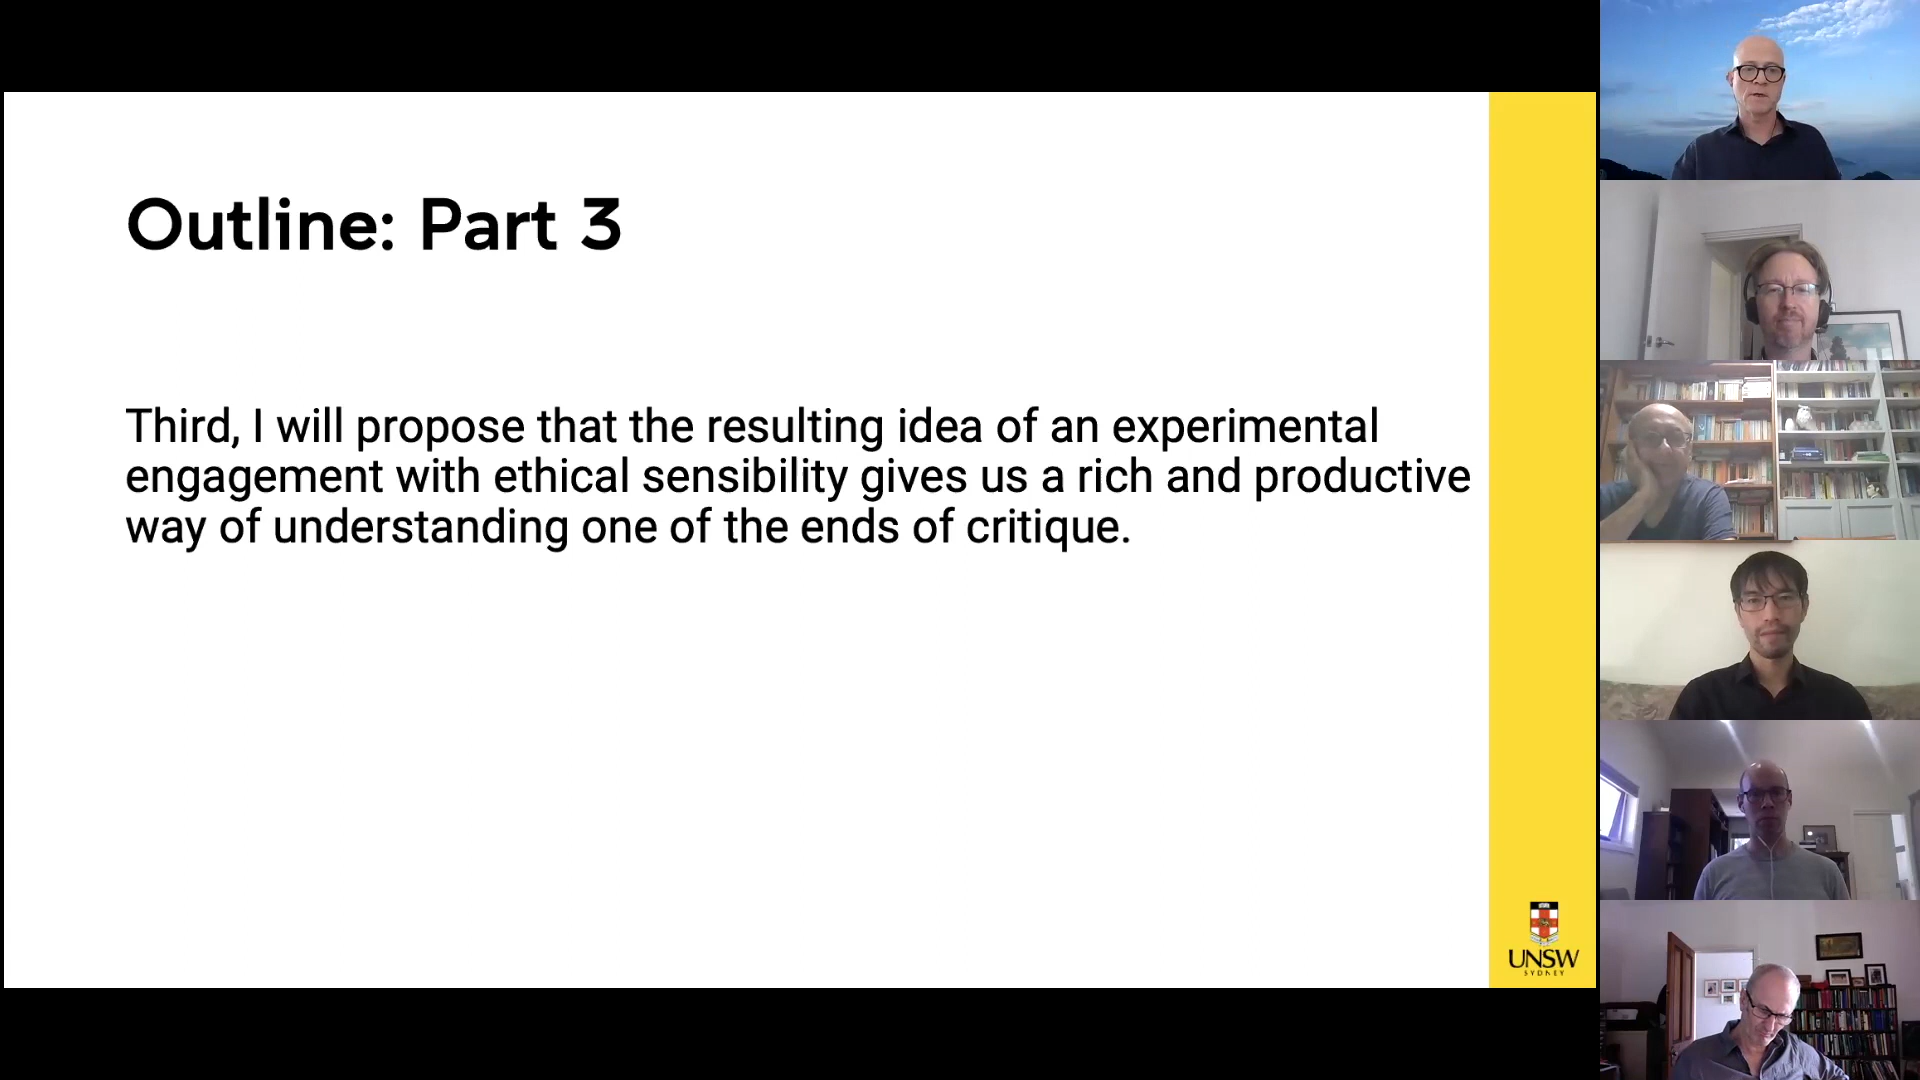 Outline: Part 3
Third, I will propose that the resulting idea of an experimental
engagement with ethical sensibility gives us a rich and productive
way of understanding one of the ends of critique.
UNSW
SYDNEY